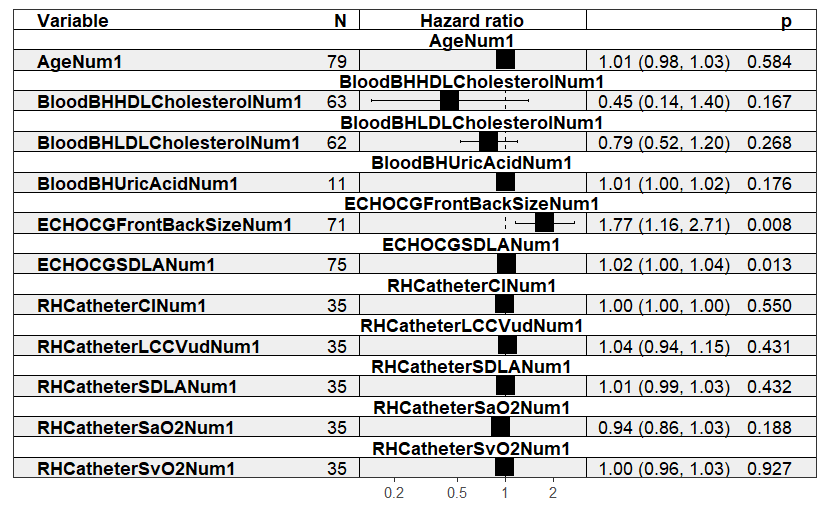 Variable N Hazard ratio p
AgeNum1
AgeNum1 79 1.01 (0.98, 1.03) 0.584
BloodBHHDLCholesterolNum1
BloodBHHDLCholesterolNum1 63 0.45 (0.14, 1.40) 0.167
BloodBHLDLCholesterolNum1
BloodBHLDLCholesterolNum1 62 0.79 (0.52, 1.20) 0.268
BloodBHUricAcidNum1
BloodBHUricAcidNum1 11 1.01 (1.00, 1.02) 0.176
ECHOCGFrontBackSizeNum1
ECHOCGFrontBackSizeNum1 71 1.77 (1.16, 2.71) 0.008
ECHOCGSDLANum1
ECHOCGSDLANum1 75 1.02 (1.00, 1.04) 0.013
RHCatheterCINum1
RHCatheterCINum1 35 1.00 (1.00, 1.00) 0.550
RHCatheterLCCVudNum1
RHCatheterLCCVudNum1 35 1.04 (0.94, 1.15) 0.431
RHCatheterSDLANum1
RHCatheterSDLANum1 35 1.01 (0.99, 1.03) 0.432
RHCatheterSaO2Num1
RHCatheterSaO2Num1 35 0.94 (0.86, 1.03) 0.188
RHCatheterSvO2Num1
RHCatheterSvO2Num1 35 1.00 (0.96, 1.03) 0.927
0.2 0.5 1 2